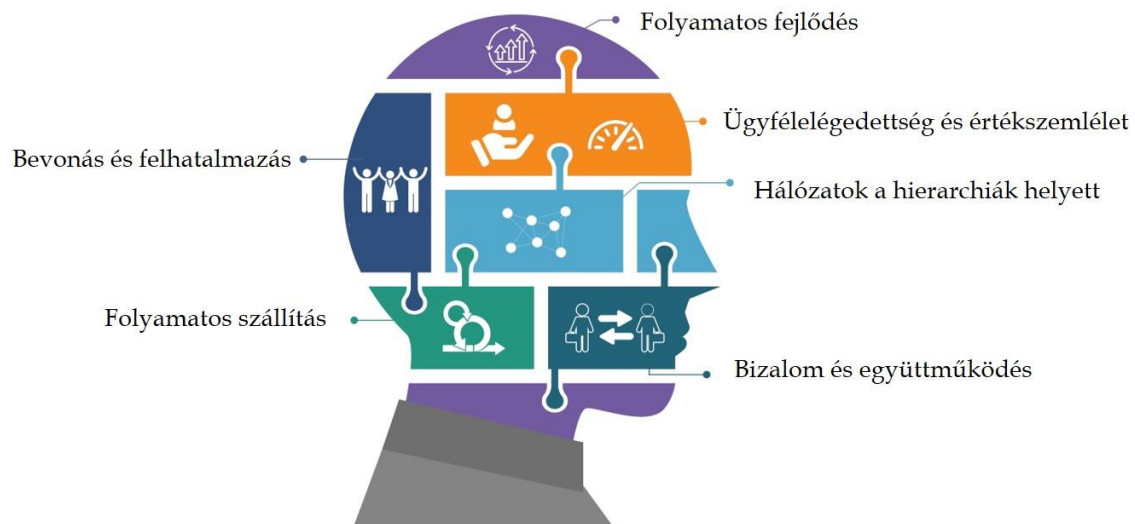 Folyamatos fejlődés
Ügyfélelégedettség és értékszemlélet
Bevonás és felhatalmazás
Hálózatok a hierarchiák helyett
Folyamatos szállítás
Bizalom és együttműködés